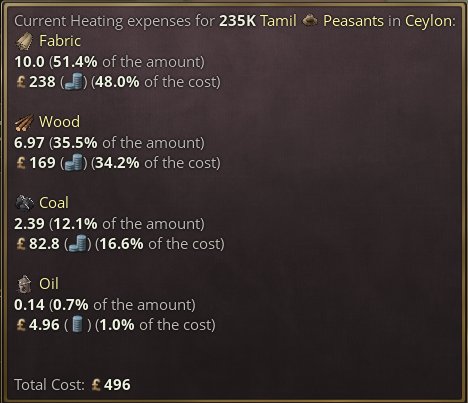 Current Heating expenses for 235K Tamil Peasants in Ceylon:
Fabric
10.0 (51.4% of the amount)
£ 238 () (48.0% of the cost)
Wood
6.97 (35.5% of the amount)
£ 169 () (34.2% of the cost)
Coal
2.39 (12.1% of the amount)
£ 82.8 () (16.6% of the cost)
Oil
0.14 (0.7% of the amount)
£ 4.96 () (1.0% of the cost)
Total Cost: £ 496